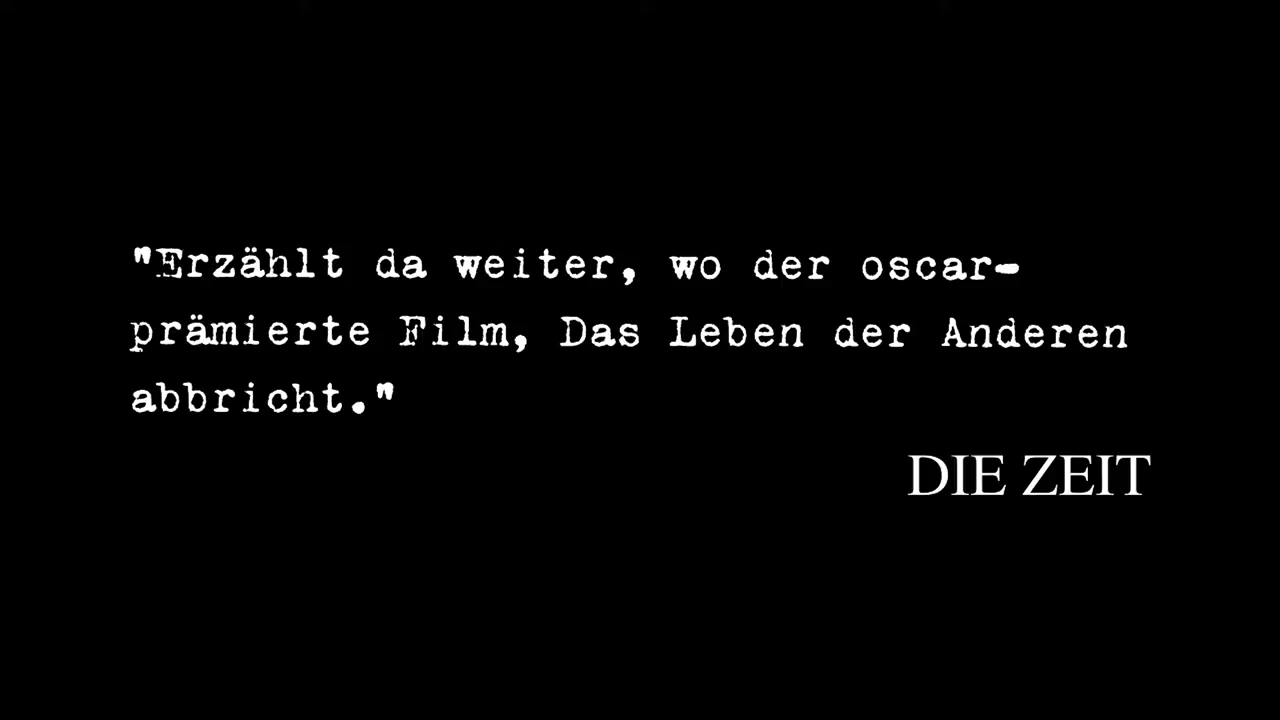 "Erzählt da weiter, wo der oscar-
prämierte Film, Das Leben der Anderen
abbricht."
DIE ZEIT